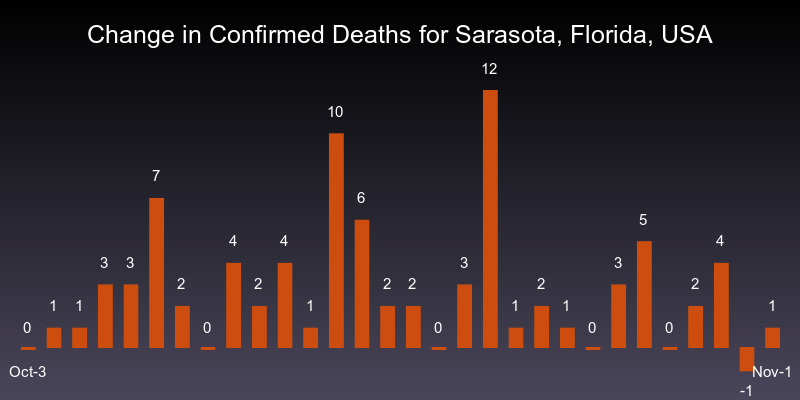 Change in Confirmed Deaths for Sarasota, Florida, USA
0 1 1 3 3 7 2 0 4 2 4 1 10 6 2 2 0 3 12 1 2 1 0 3 5 0 2 4 -1 1
Oct-3 Nov-1